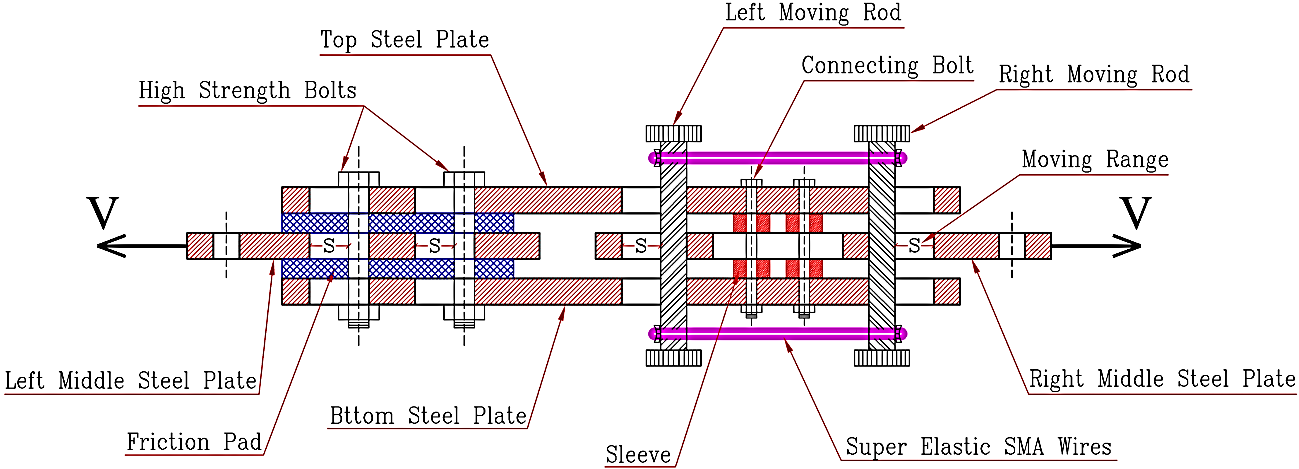 Left Moving Rod
Top Steel Plate
Connecting Bolt
Right Moving Rod
High Strength Bolts
Moving Range
V
V
S
S
S
S
Left Middle Steel Plate
Right Middle Steel Plate
Bttom Steel Plate
Friction Pad
Sleeve
Super Elastic SMA Wires